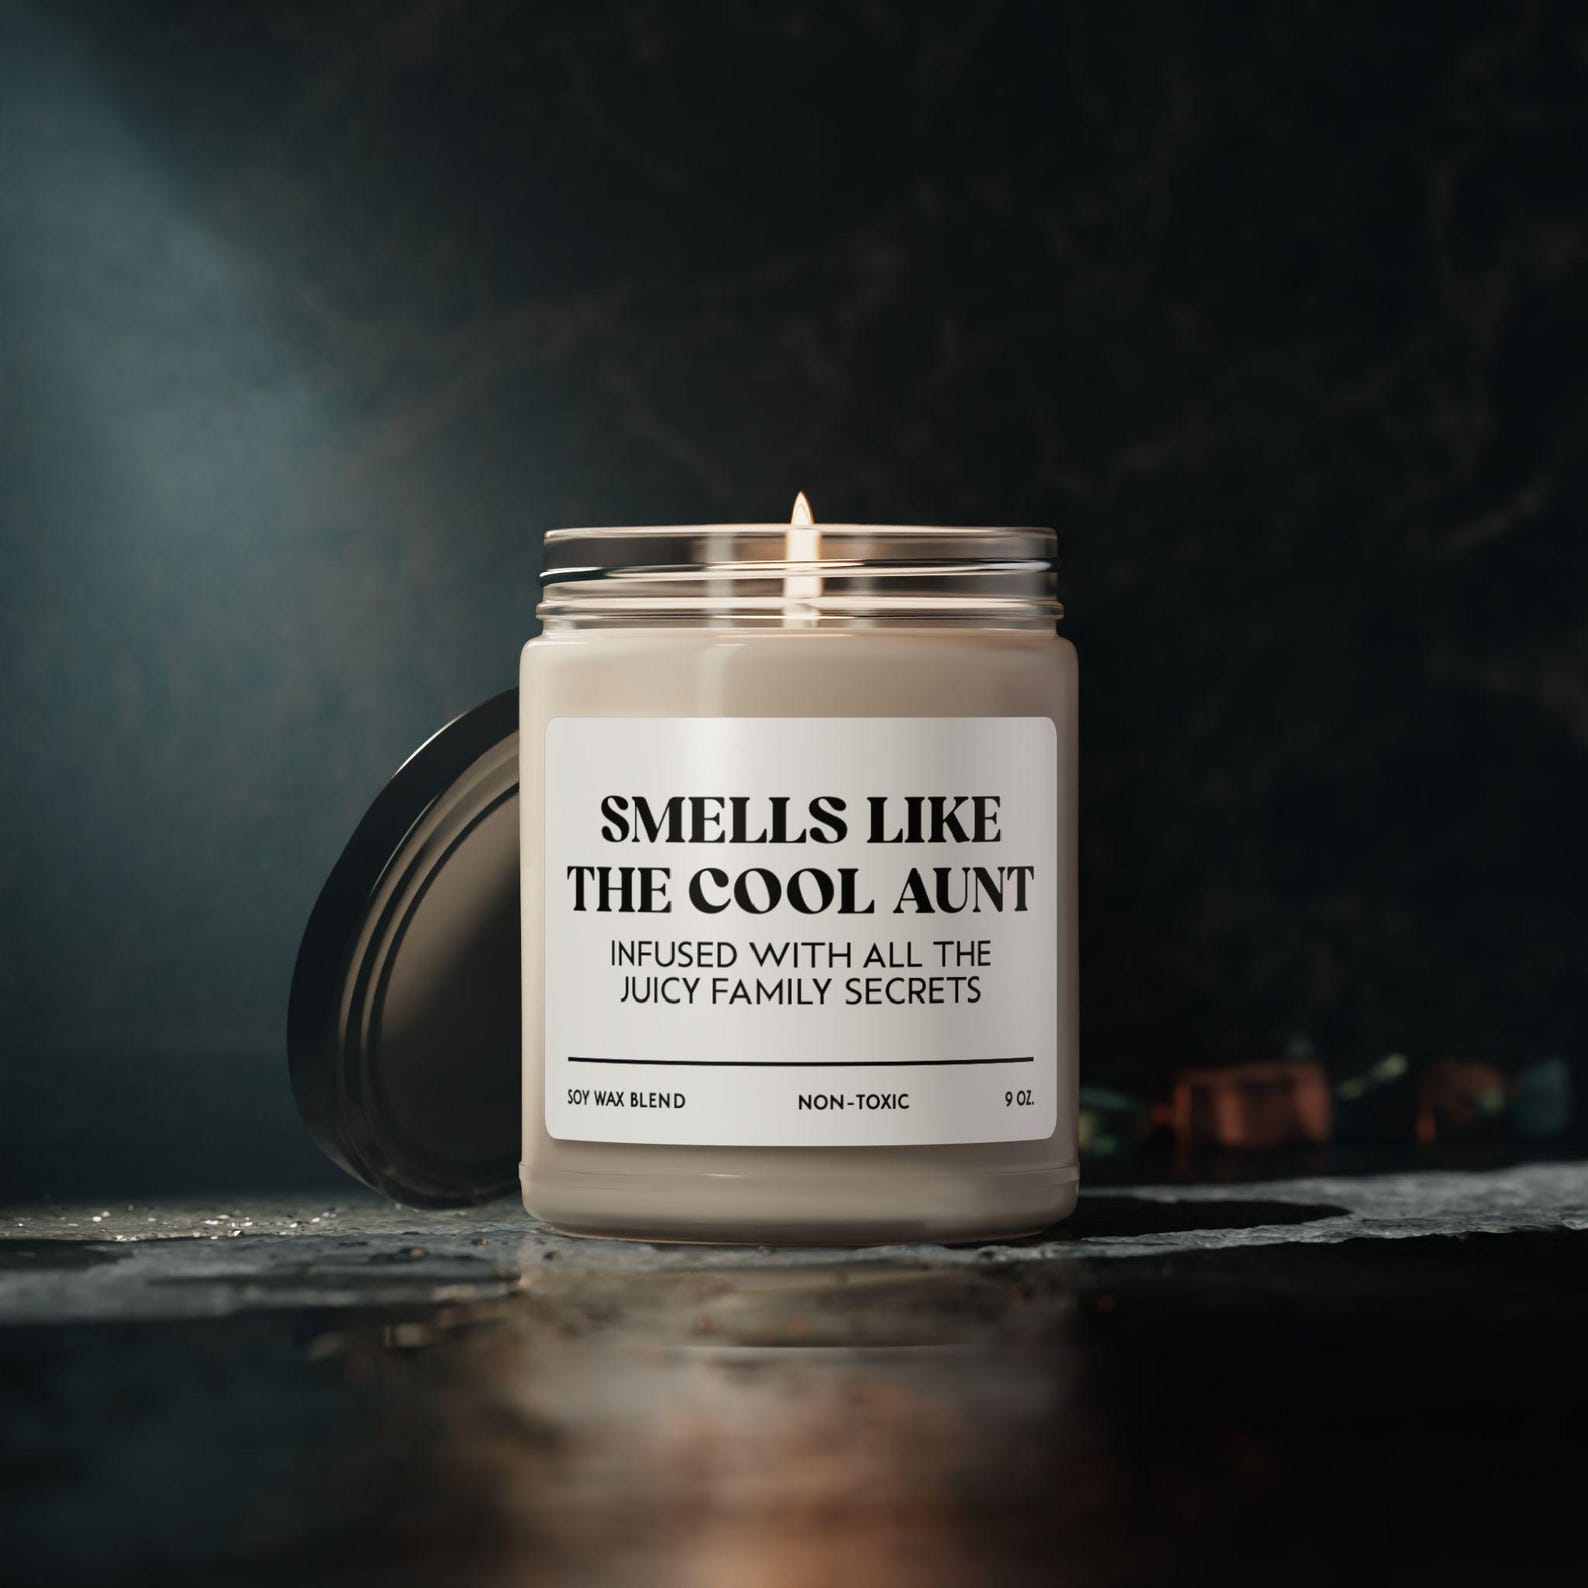 SMELLS LIKE
THE COOL AUNT
INFUSED WITH ALL THE
JUICY FAMILY SECRETS
SOY WAX BLEND NON-TOXIC 9 OZ.